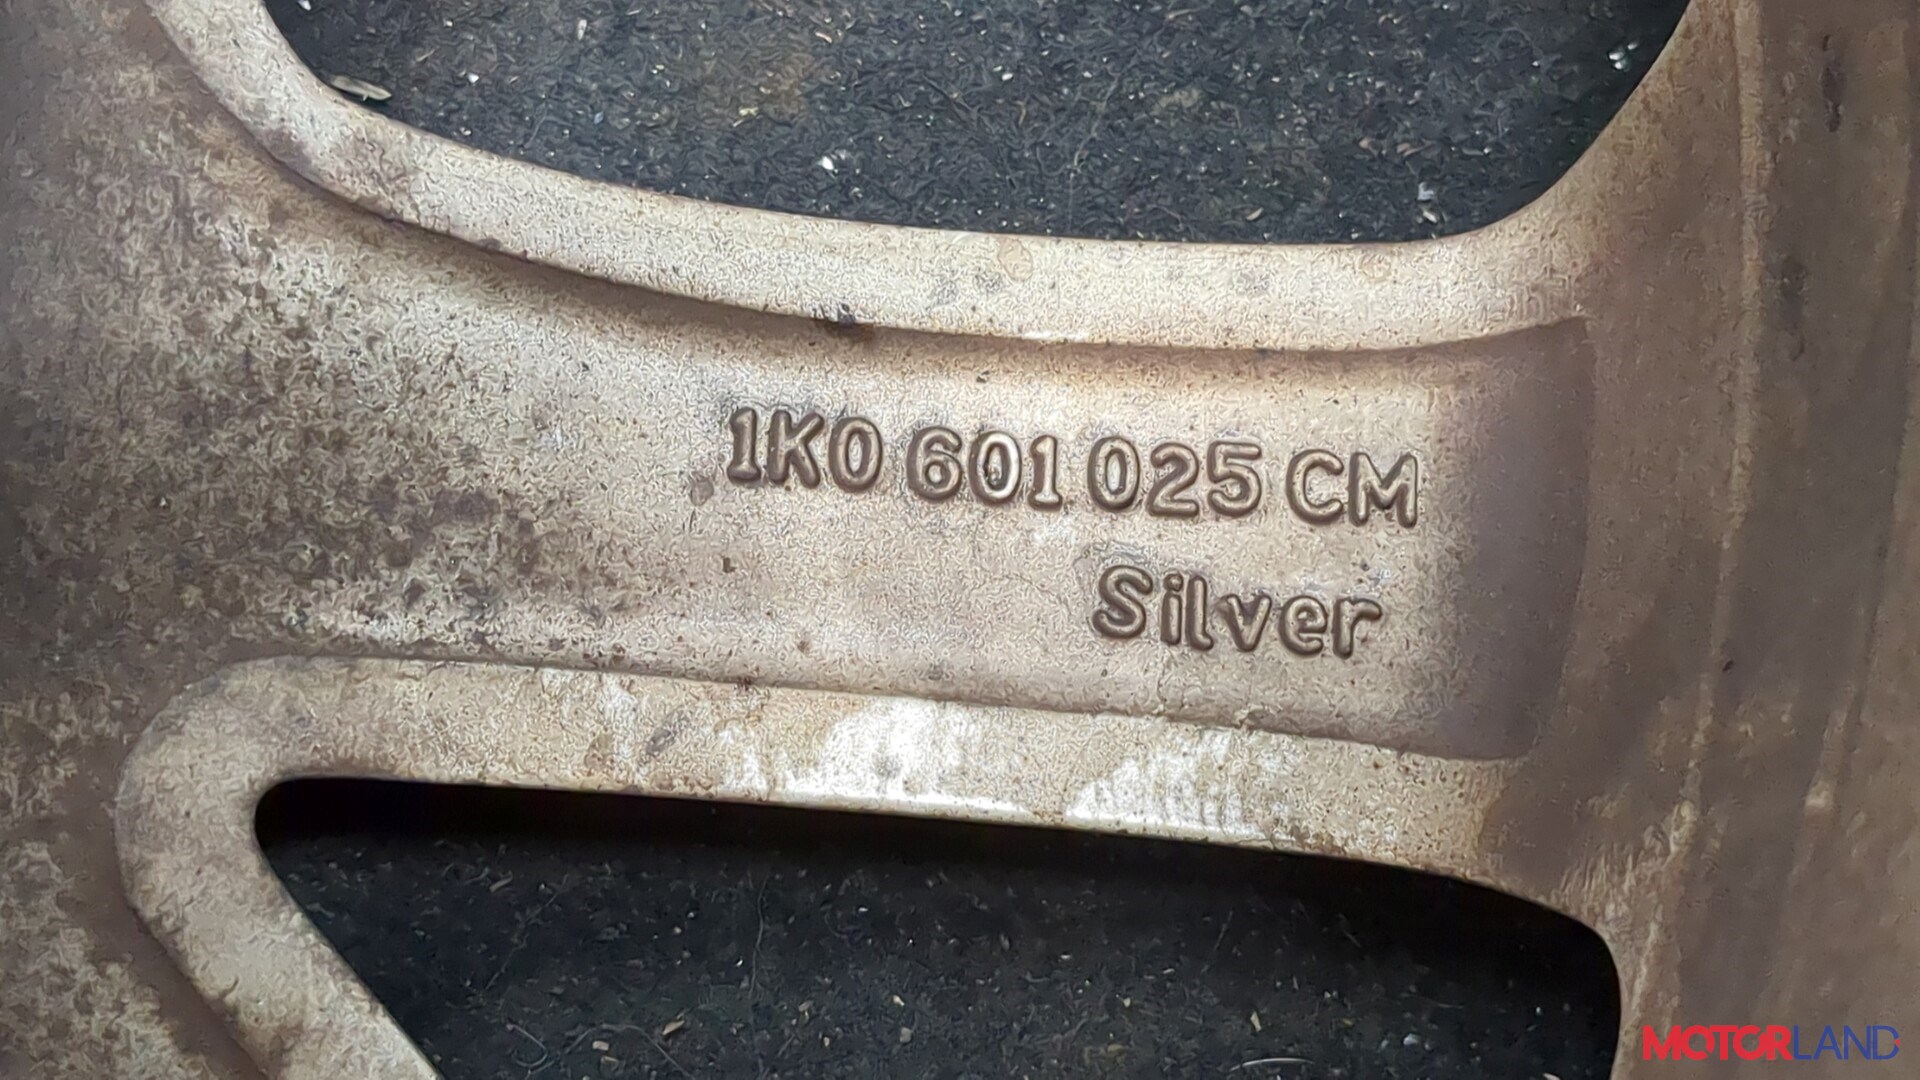 1K0 601 025 CM
Silver
MOTORLAND